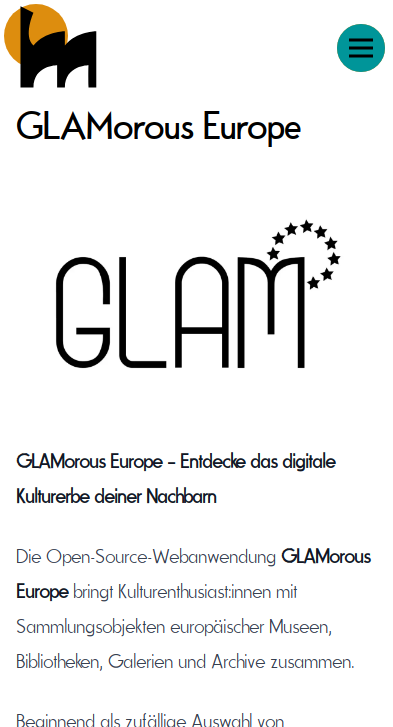 GLAMorous Europe
GLAM
GLAMorous Europe – Entdecke das digitale
Kulturerbe deiner Nachbarn
Die Open-Source-Webanwendung GLAMorous
Europe bringt Kulturenthusiast:innen mit
Sammlungsobjekten europäischer Museen,
Bibliotheken, Galerien und Archive zusammen.
Beginnend als zufällige Auswahl von